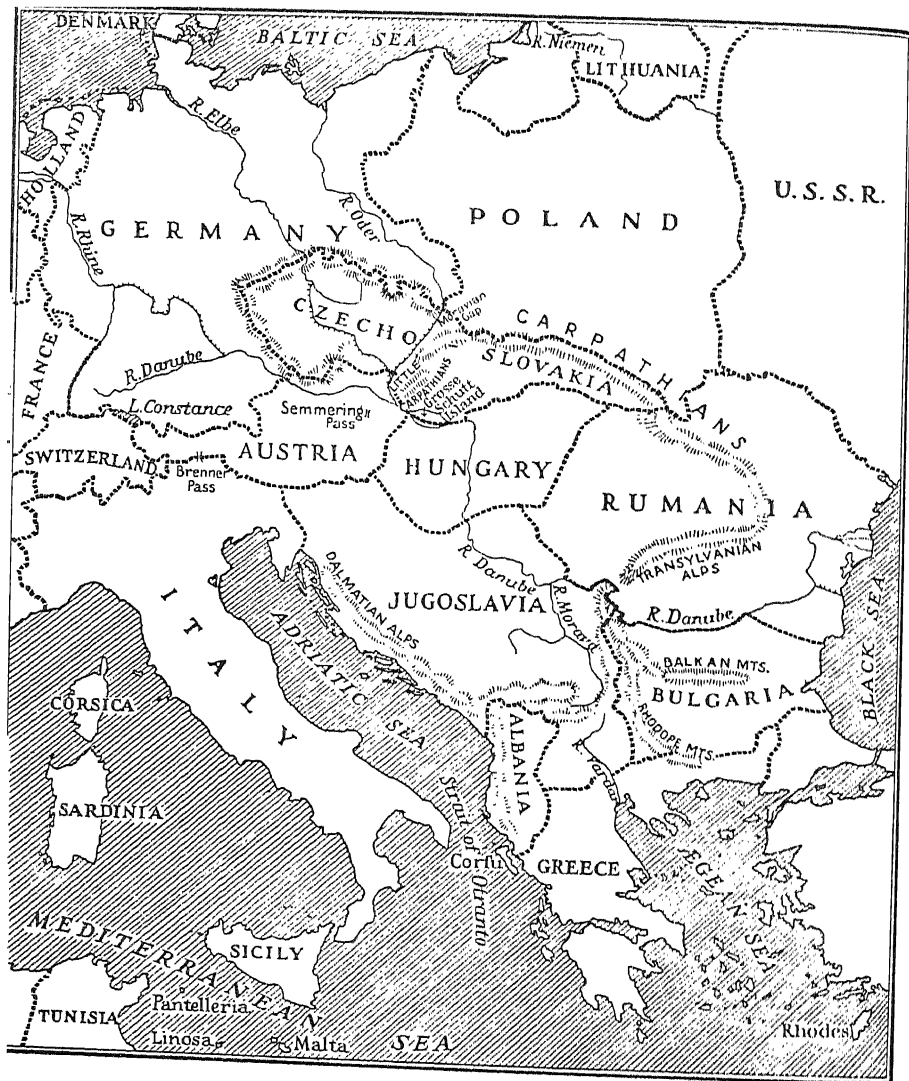 DENMARK
BALTIC SEA
R. Niemen
LITHUANIA
R. Elbe
HOLLAND
U. S. S. R.
R. Oder
POLAND
GERMANY
R. Rhine
Moravian
Gap
CARPATHIANS
CZECHO
SLOVAKIA
FRANCE
R. Danube
LITTLE
CARPATHIANS
Grosse
Schutt
Island
L. Constance
Semmering
Pass
AUSTRIA
HUNGARY
SWITZERLAND
Brenner
Pass
RUMANIA
TRANSYLVANIAN
ALPS
R. Danube
DALMATIAN ALPS
JUGOSLAVIA
R. Morava
R. Danube
ITALY
ADRIATIC SEA
BALKAN MTS.
BULGARIA
BLACK SEA
RHODOPE MTS.
CORSICA
ALBANIA
R. Vardar
SARDINIA
Strait of Otranto
Corfu
GREECE
ÆGEAN SEA
MEDITERRANEAN
SEA
SICILY
Pantelleria
TUNISIA
Linosa
Malta
Rhodes